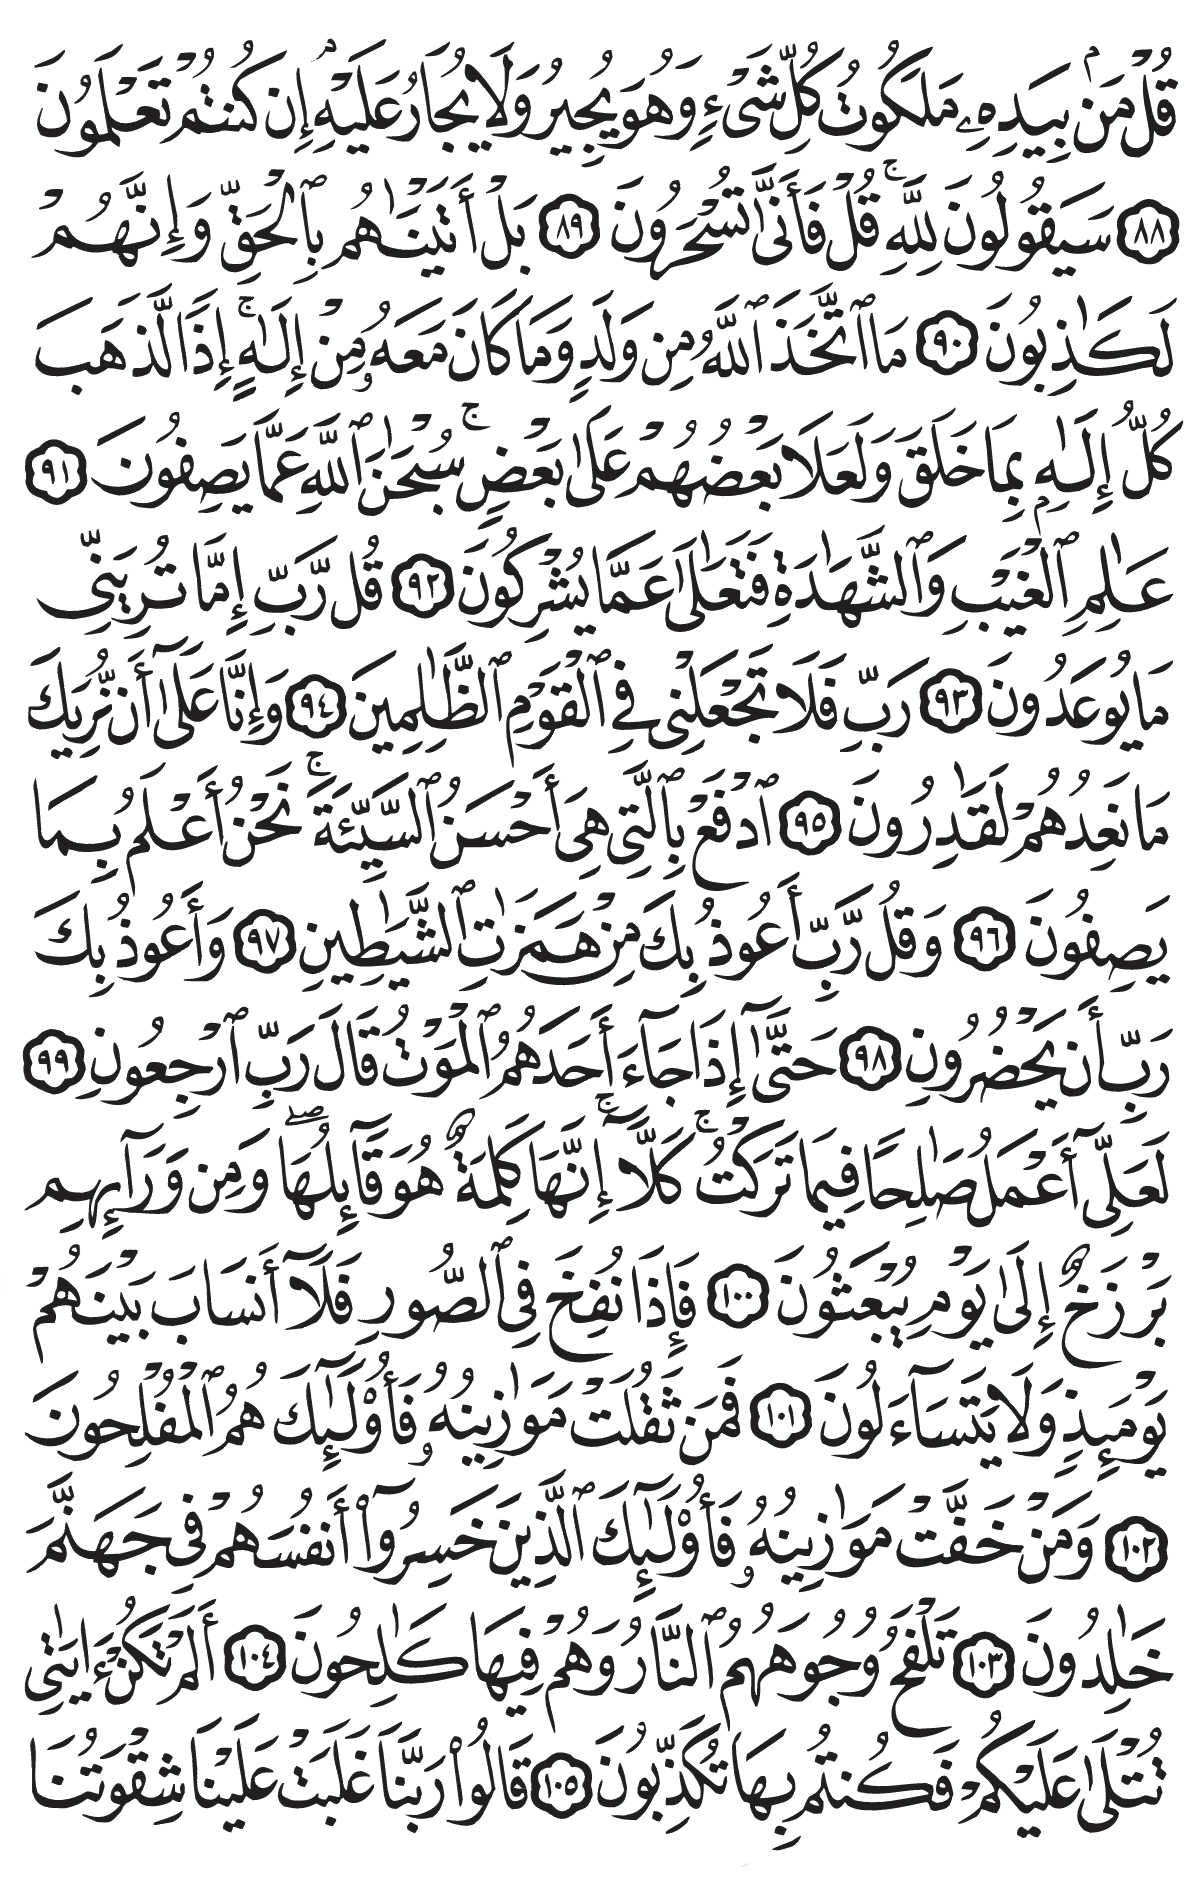 قُلْ مَنۢ بِيَدِهِۦ مَلَكُوتُ كُلِّ شَىْءٍ وَهُوَ يُجِيرُ وَلَا يُجَارُ عَلَيْهِ إِن كُنتُمْ تَعْلَمُونَ
٨٨ سَيَقُولُونَ لِلَّهِ ۚ قُلْ فَأَنَّىٰ تُسْحَرُونَ ٨٩ بَلْ أَتَيْنَٰهُم بِٱلْحَقِّ وَإِنَّهُمْ
لَكَٰذِبُونَ ٩٠ مَا ٱتَّخَذَ ٱللَّهُ مِن وَلَدٍ وَمَا كَانَ مَعَهُۥ مِنْ إِلَٰهٍ ۚ إِذًا لَّذَهَبَ
كُلُّ إِلَٰهٍۭ بِمَا خَلَقَ وَلَعَلَا بَعْضُهُمْ عَلَىٰ بَعْضٍ ۚ سُبْحَٰنَ ٱللَّهِ عَمَّا يَصِفُونَ ٩١
عَٰلِمِ ٱلْغَيْبِ وَٱلشَّهَٰدَةِ فَتَعَٰلَىٰ عَمَّا يُشْرِكُونَ ٩٢ قُل رَّبِّ إِمَّا تُرِيَنِّى
مَا يُوعَدُونَ ٩٣ رَبِّ فَلَا تَجْعَلْنِى فِى ٱلْقَوْمِ ٱلظَّٰلِمِينَ ٩٤ وَإِنَّا عَلَىٰٓ أَن نُّرِيَكَ
مَا نَعِدُهُمْ لَقَٰدِرُونَ ٩٥ ٱدْفَعْ بِٱلَّتِى هِىَ أَحْسَنُ ٱلسَّيِّئَةَ ۚ نَحْنُ أَعْلَمُ بِمَا
يَصِفُونَ ٩٦ وَقُل رَّبِّ أَعُوذُ بِكَ مِنْ هَمَزَٰتِ ٱلشَّيَٰطِينِ ٩٧ وَأَعُوذُ بِكَ
رَبِّ أَن يَحْضُرُونِ ٩٨ حَتَّىٰٓ إِذَا جَآءَ أَحَدَهُمُ ٱلْمَوْتُ قَالَ رَبِّ ٱرْجِعُونِ ٩٩
لَعَلِّىٓ أَعْمَلُ صَٰلِحًا فِيمَا تَرَكْتُ ۚ كَلَّآ ۚ إِنَّهَا كَلِمَةٌ هُوَ قَآئِلُهَا ۖ وَمِن وَرَآئِهِم
بَرْزَخٌ إِلَىٰ يَوْمِ يُبْعَثُونَ ١٠٠ فَإِذَا نُفِخَ فِى ٱلصُّورِ فَلَآ أَنسَابَ بَيْنَهُمْ
يَوْمَئِذٍ وَلَا يَتَسَآءَلُونَ ١٠١ فَمَن ثَقُلَتْ مَوَٰزِينُهُۥ فَأُو۟لَٰٓئِكَ هُمُ ٱلْمُفْلِحُونَ
١٠٢ وَمَنْ خَفَّتْ مَوَٰزِينُهُۥ فَأُو۟لَٰٓئِكَ ٱلَّذِينَ خَسِرُوٓا۟ أَنفُسَهُمْ فِى جَهَنَّمَ
خَٰلِدُونَ ١٠٣ تَلْفَحُ وُجُوهَهُمُ ٱلنَّارُ وَهُمْ فِيهَا كَٰلِحُونَ ١٠٤ أَلَمْ تَكُنْ ءَايَٰتِى
تُتْلَىٰ عَلَيْكُمْ فَكُنتُم بِهَا تُكَذِّبُونَ ١٠٥ قَالُوا۟ رَبَّنَا غَلَبَتْ عَلَيْنَا شِقْوَتُنَا